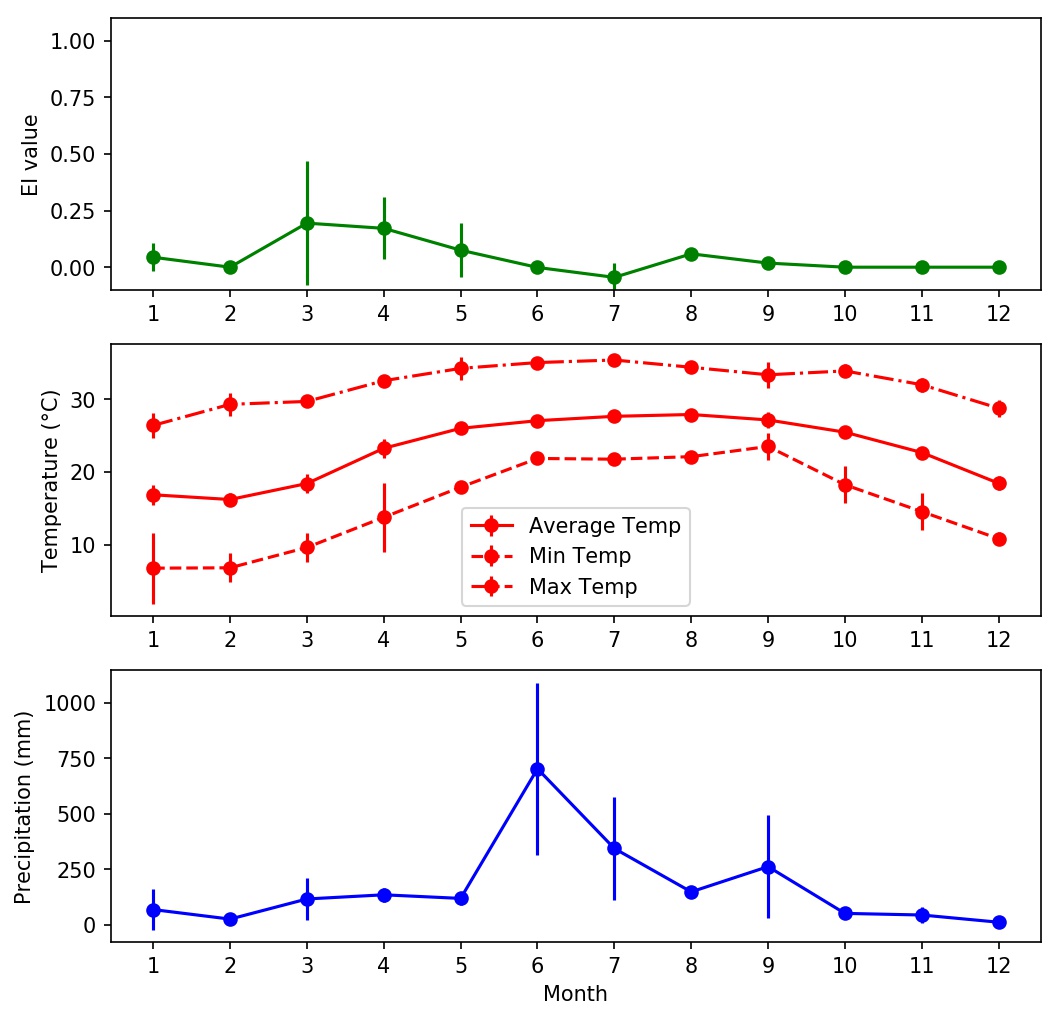 EI value
1.00
0.75
0.50
0.25
0.00
1 2 3 4 5 6 7 8 9 10 11 12
Temperature (°C)
30
20
10
Average Temp
Min Temp
Max Temp
1 2 3 4 5 6 7 8 9 10 11 12
Precipitation (mm)
1000
750
500
250
0
1 2 3 4 5 6 7 8 9 10 11 12
Month